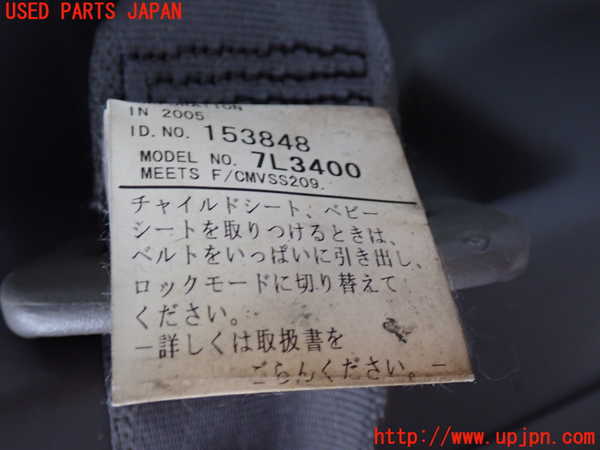 USED PARTS JAPAN
IN 2005
ID. NO. 153848
MODEL NO. 7L3400
MEETS F/CMVSS209.
チャイルドシート、ベビー
シートを取りつけるときは、
ベルトをいっぱいに引き出し、
ロックモードに切り替えて
ください。
－詳しくは取扱書を
ごらんください。－
http://www.upjpn.com/